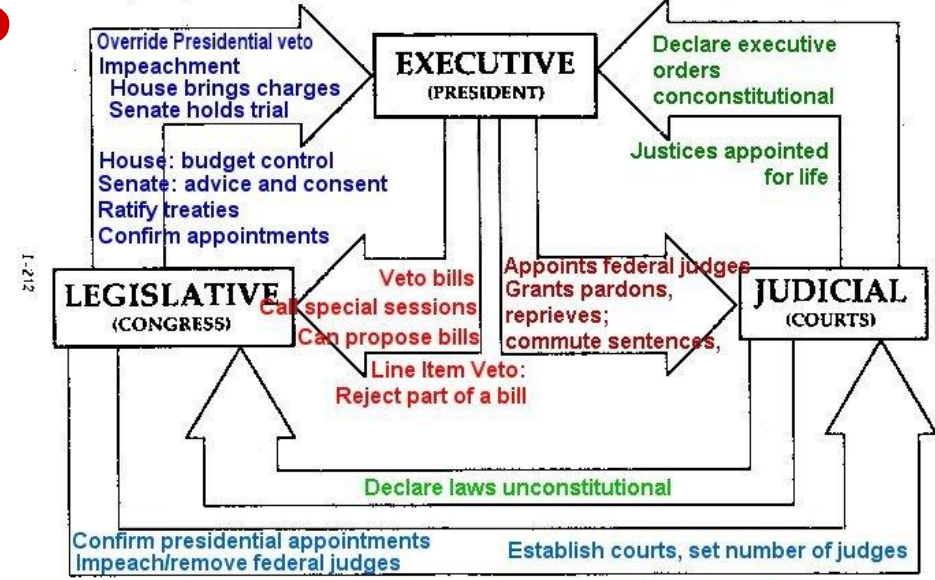 Override Presidential veto
Impeachment
House brings charges
Senate holds trial
EXECUTIVE
(PRESIDENT)
Declare executive
orders
conconstitutional
Justices appointed
for life
House: budget control
Senate: advice and consent
Ratify treaties
Confirm appointments
I-212
LEGISLATIVE
(CONGRESS)
Veto bills
Call special sessions
Can propose bills
Line Item Veto:
Reject part of a bill
Appoints federal judges
Grants pardons,
reprieves;
commute sentences,
JUDICIAL
(COURTS)
Declare laws unconstitutional
Confirm presidential appointments
Impeach/remove federal judges
Establish courts, set number of judges